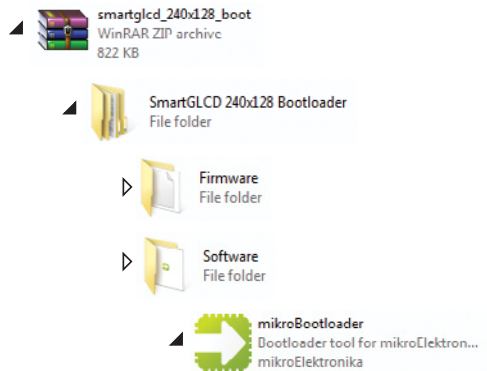 smartglcd_240x128_boot
WinRAR ZIP archive
822 KB
SmartGLCD 240x128 Bootloader
File folder
Firmware
File folder
Software
File folder
mikroBootloader
Bootloader tool for mikroElektron...
mikroElektronika